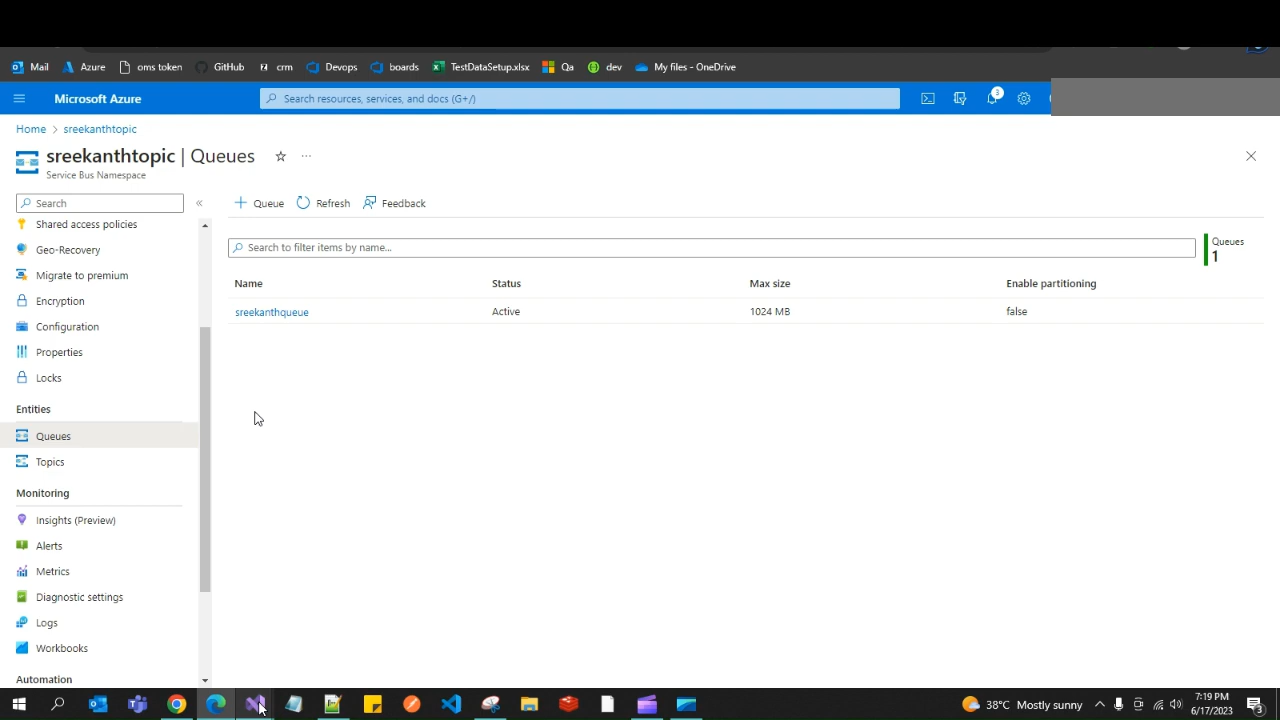 Mail Azure oms token GitHub crm Devops boards TestDataSetup.xlsx Qa dev My files - OneDrive
Microsoft Azure
Search resources, services, and docs (G+/)
3
Home > sreekanthtopic
sreekanthtopic | Queues
Service Bus Namespace
Search
«
Queue
Refresh
Feedback
Shared access policies
Geo-Recovery
Migrate to premium
Encryption
Configuration
Properties
Locks
Entities
Queues
Topics
Monitoring
Insights (Preview)
Alerts
Metrics
Diagnostic settings
Logs
Workbooks
Automation
Search to filter items by name...
Queues
1
Name Status Max size Enable partitioning
sreekanthqueue Active 1024 MB false
38°C Mostly sunny
7:19 PM
6/17/2023
3